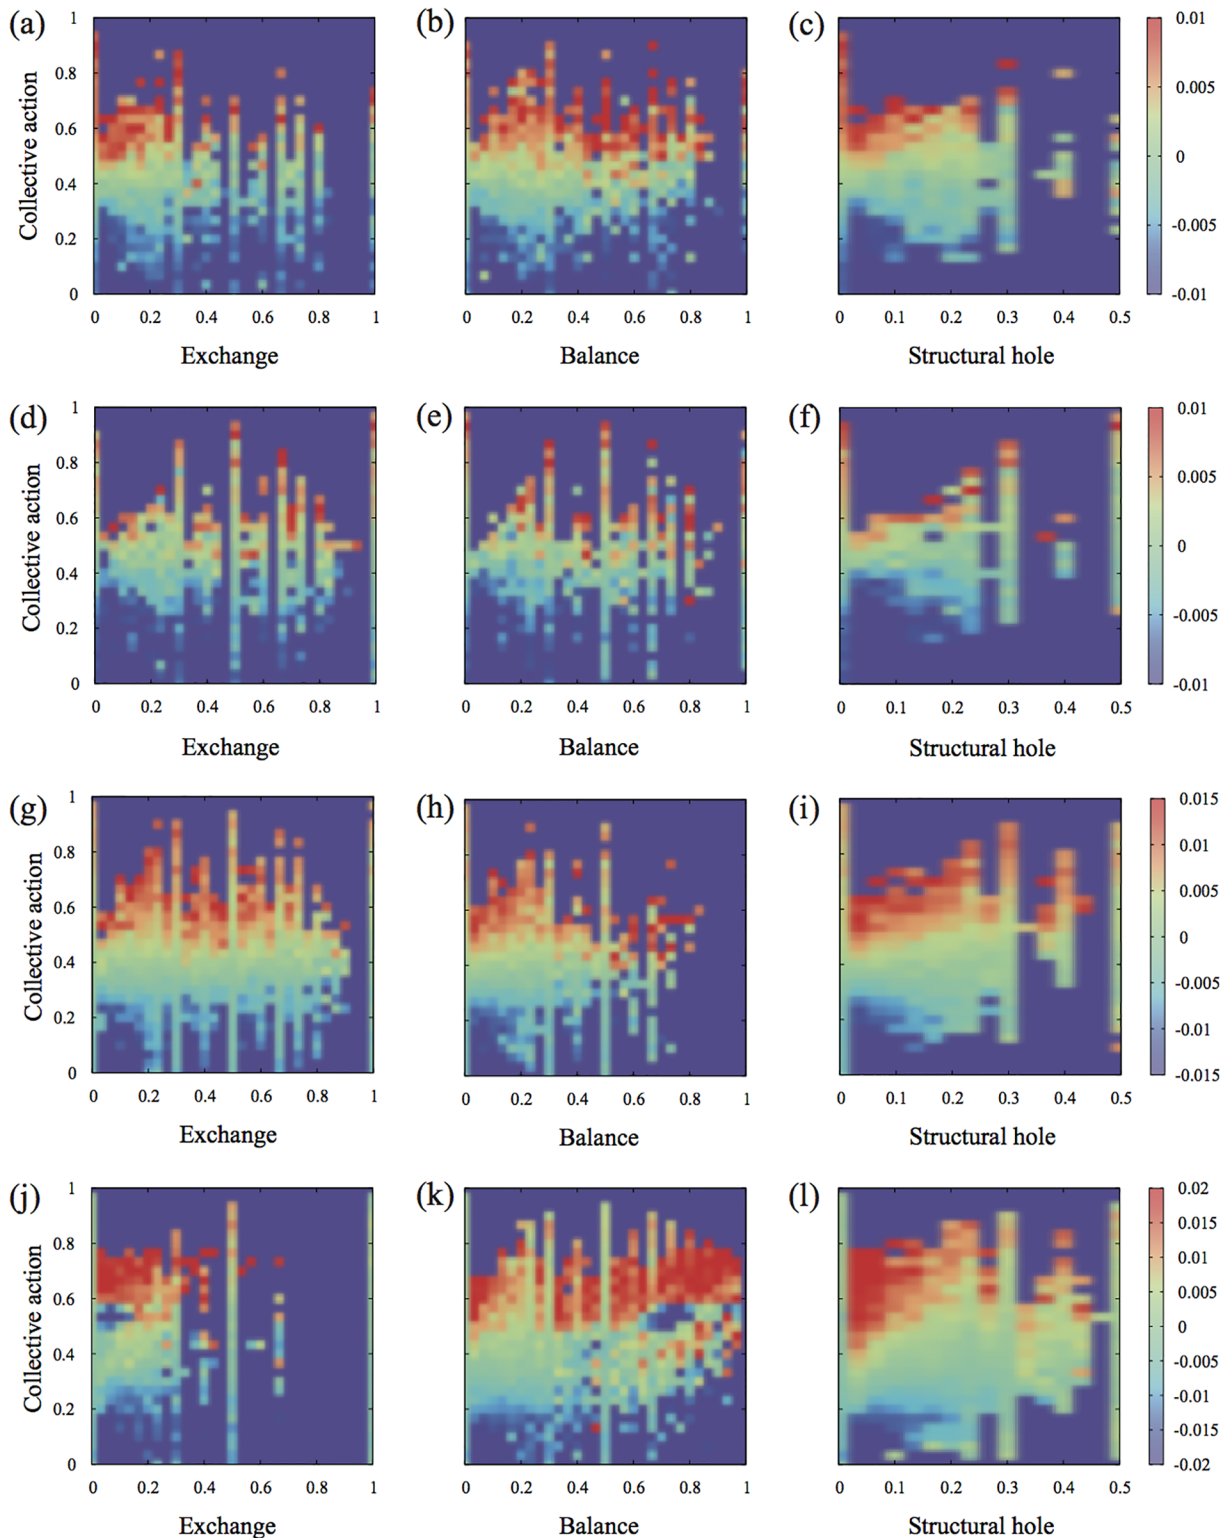 (a) (b) (c)
1 0.8 0.6 0.4 0.2 0
Collective action
0 0.2 0.4 0.6 0.8 1
Exchange
0 0.2 0.4 0.6 0.8 1
Balance
0 0.1 0.2 0.3 0.4 0.5
Structural hole
0.01 0.005 0 -0.005 -0.01
(d) (e) (f)
1 0.8 0.6 0.4 0.2 0
Collective action
0 0.2 0.4 0.6 0.8 1
Exchange
0 0.2 0.4 0.6 0.8 1
Balance
0 0.1 0.2 0.3 0.4 0.5
Structural hole
0.01 0.005 0 -0.005 -0.01
(g) (h) (i)
1 0.8 0.6 0.4 0.2 0
Collective action
0 0.2 0.4 0.6 0.8 1
Exchange
0 0.2 0.4 0.6 0.8 1
Balance
0 0.1 0.2 0.3 0.4 0.5
Structural hole
0.015 0.01 0.005 0 -0.005 -0.01 -0.015
(j) (k) (l)
1 0.8 0.6 0.4 0.2 0
Collective action
0 0.2 0.4 0.6 0.8 1
Exchange
0 0.2 0.4 0.6 0.8 1
Balance
0 0.1 0.2 0.3 0.4 0.5
Structural hole
0.02 0.015 0.01 0.005 0 -0.005 -0.01 -0.015 -0.02